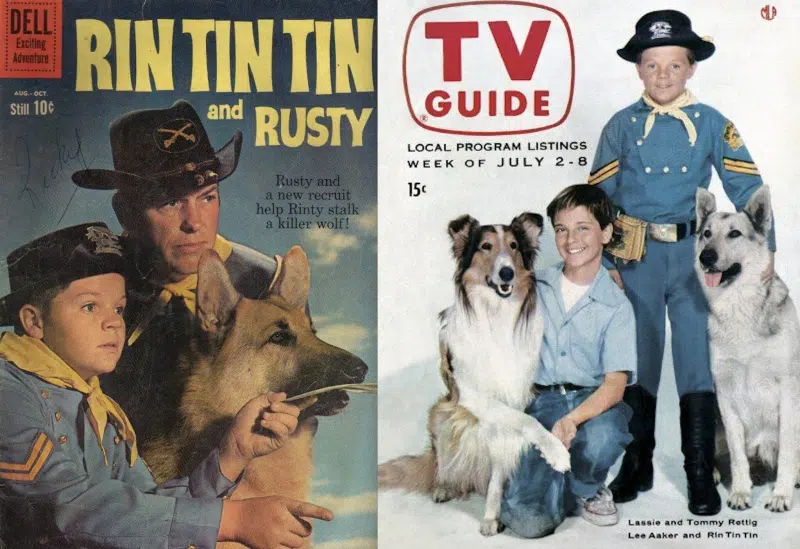 DELL
Exciting
Adventure
AUG.-OCT.
Still 10¢
RIN TIN TIN
and
RUSTY
Rusty and
a new recruit
help Rinty stalk
a killer wolf!
TV
GUIDE
®
LOCAL PROGRAM LISTINGS
WEEK OF JULY 2-8
15¢
Lassie and Tommy Rettig
Lee Aaker and Rin Tin Tin